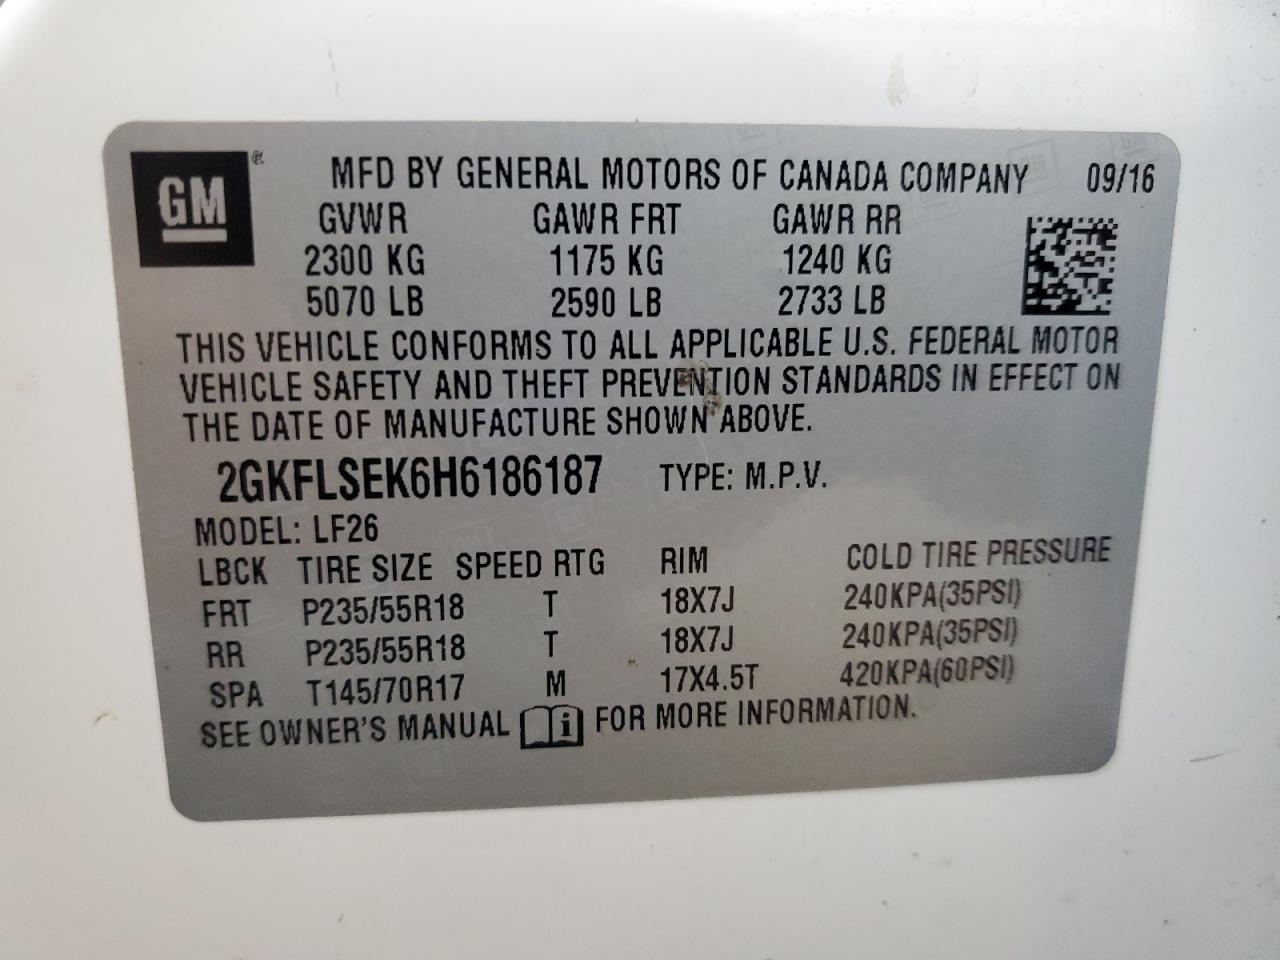 GM ® MFD BY GENERAL MOTORS OF CANADA COMPANY 09/16
GVWR GAWR FRT GAWR RR
2300 KG 1175 KG 1240 KG
5070 LB 2590 LB 2733 LB
THIS VEHICLE CONFORMS TO ALL APPLICABLE U.S. FEDERAL MOTOR
VEHICLE SAFETY AND THEFT PREVENTION STANDARDS IN EFFECT ON
THE DATE OF MANUFACTURE SHOWN ABOVE.
2GKFLSEK6H6186187 TYPE: M.P.V.
MODEL: LF26
LBCK TIRE SIZE SPEED RTG RIM COLD TIRE PRESSURE
FRT P235/55R18 T 18X7J 240KPA(35PSI)
RR P235/55R18 T 18X7J 240KPA(35PSI)
SPA T145/70R17 M 17X4.5T 420KPA(60PSI)
SEE OWNER'S MANUAL i FOR MORE INFORMATION.